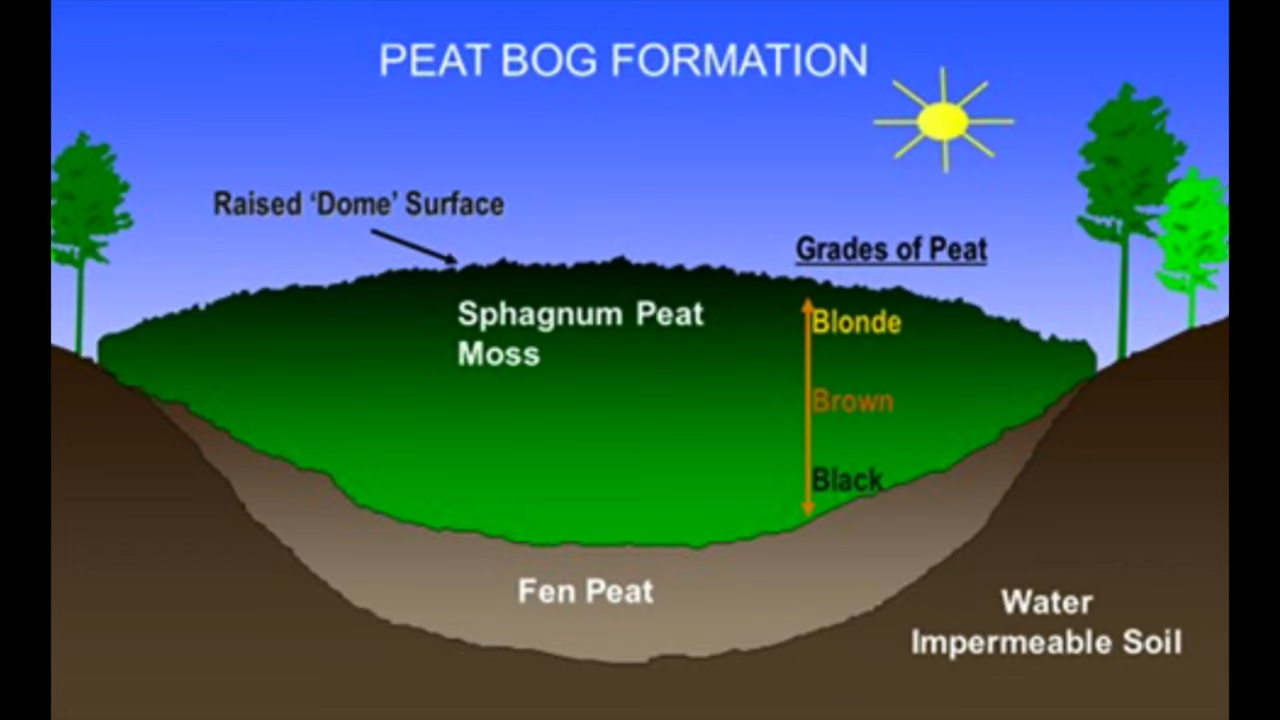 PEAT BOG FORMATION
Raised ‘Dome’ Surface
Grades of Peat
Sphagnum Peat
Moss
Blonde
Brown
Black
Fen Peat
Water
Impermeable Soil